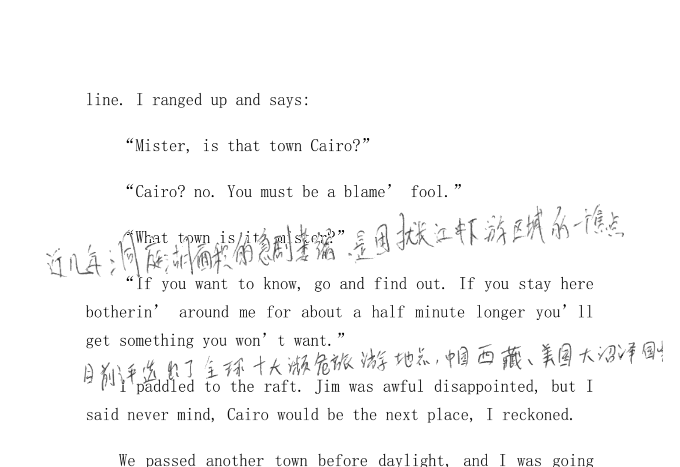 line. I ranged up and says:
“Mister, is that town Cairo?”
“Cairo? no. You must be a blame’ fool.”
“What town is it, mister?”
近几年洞庭湖面积的急剧萎缩,是困扰长江中下游区域的一个焦点
“If you want to know, go and find out. If you stay here
botherin’ around me for about a half minute longer you’ll
get something you won’t want.”
日前评选出了全球十大濒危旅游地点,中国西藏、美国大沼泽国
I paddled to the raft. Jim was awful disappointed, but I
said never mind, Cairo would be the next place, I reckoned.
We passed another town before daylight, and I was going